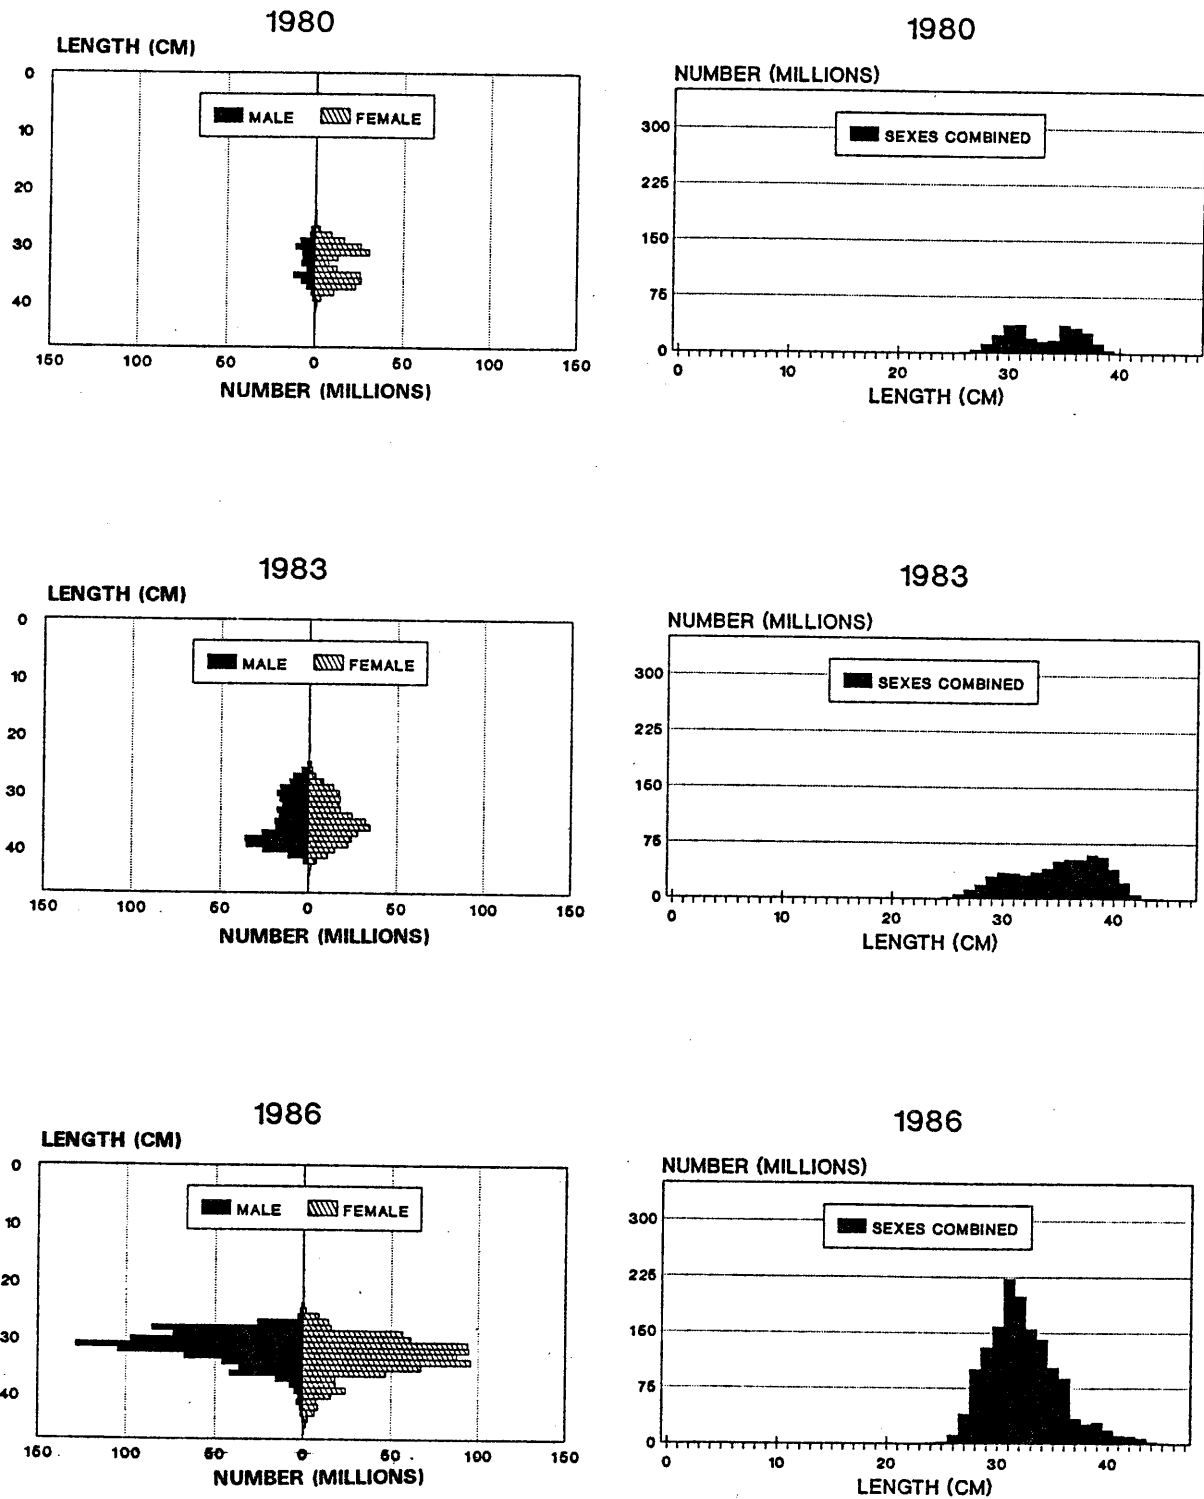 1980
LENGTH (CM)
0
MALE FEMALE
10
20
30
40
150 100 50 0 50 100 150
NUMBER (MILLIONS)
1980
NUMBER (MILLIONS)
300
SEXES COMBINED
225
150
75
0
0 10 20 30 40
LENGTH (CM)
1983
LENGTH (CM)
0
MALE FEMALE
10
20
30
40
150 100 50 0 50 100 150
NUMBER (MILLIONS)
1983
NUMBER (MILLIONS)
300
SEXES COMBINED
225
150
75
0
0 10 20 30 40
LENGTH (CM)
1986
LENGTH (CM)
0
MALE FEMALE
10
20
30
40
150 100 50 0 50 100 150
NUMBER (MILLIONS)
1986
NUMBER (MILLIONS)
300
SEXES COMBINED
225
150
75
0
0 10 20 30 40
LENGTH (CM)